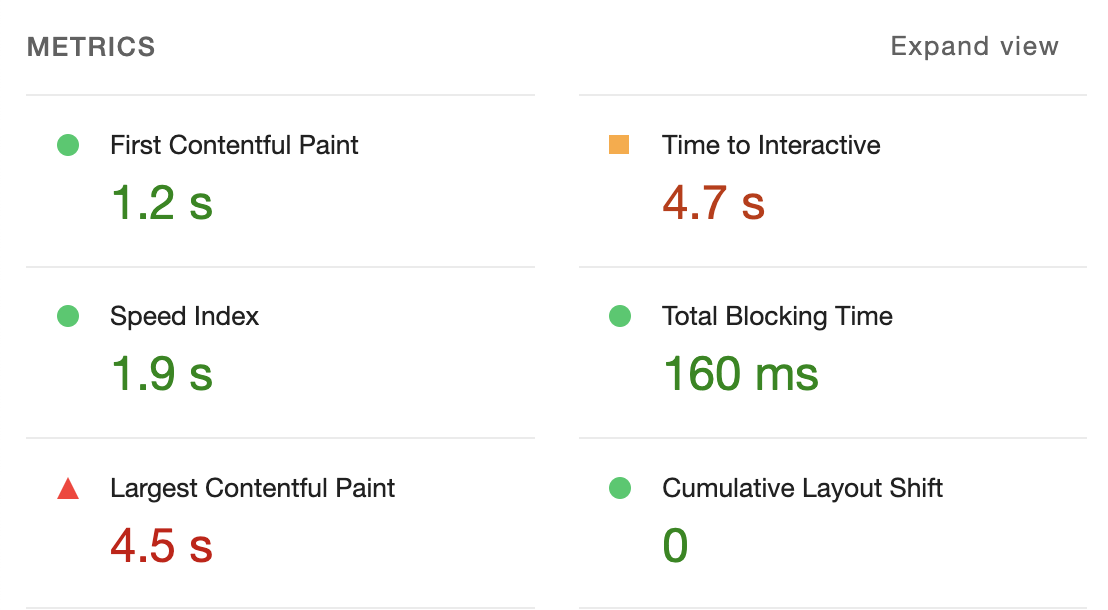 METRICS
Expand view
First Contentful Paint
1.2 s
Time to Interactive
4.7 s
Speed Index
1.9 s
Total Blocking Time
160 ms
Largest Contentful Paint
4.5 s
Cumulative Layout Shift
0